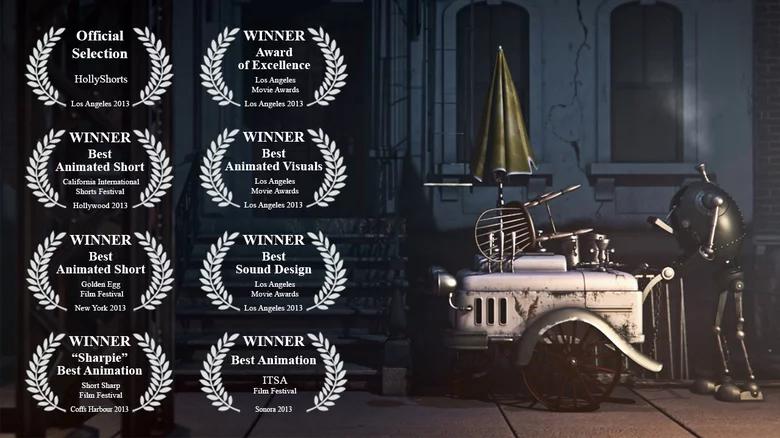 Official
Selection
HollyShorts
Los Angeles 2013
WINNER
Award
of Excellence
Los Angeles
Movie Awards
Los Angeles 2013
WINNER
Best
Animated Short
California International
Shorts Festival
Hollywood 2013
WINNER
Best
Animated Visuals
Los Angeles
Movie Awards
Los Angeles 2013
WINNER
Best
Animated Short
Golden Egg
Film Festival
New York 2013
WINNER
Best
Sound Design
Los Angeles
Movie Awards
Los Angeles 2013
WINNER
“Sharpie”
Best Animation
Short Sharp
Film Festival
Coffs Harbour 2013
WINNER
Best Animation
ITSA
Film Festival
Sonora 2013